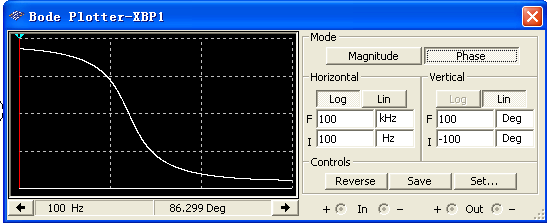 Bode Plotter-XBP1
Mode
Magnitude Phase
Horizontal Vertical
Log Lin Log Lin
F 100 kHz F 100 Deg
I 100 Hz I -100 Deg
Controls
Reverse Save Set...
100 Hz 86.299 Deg + In − + Out −